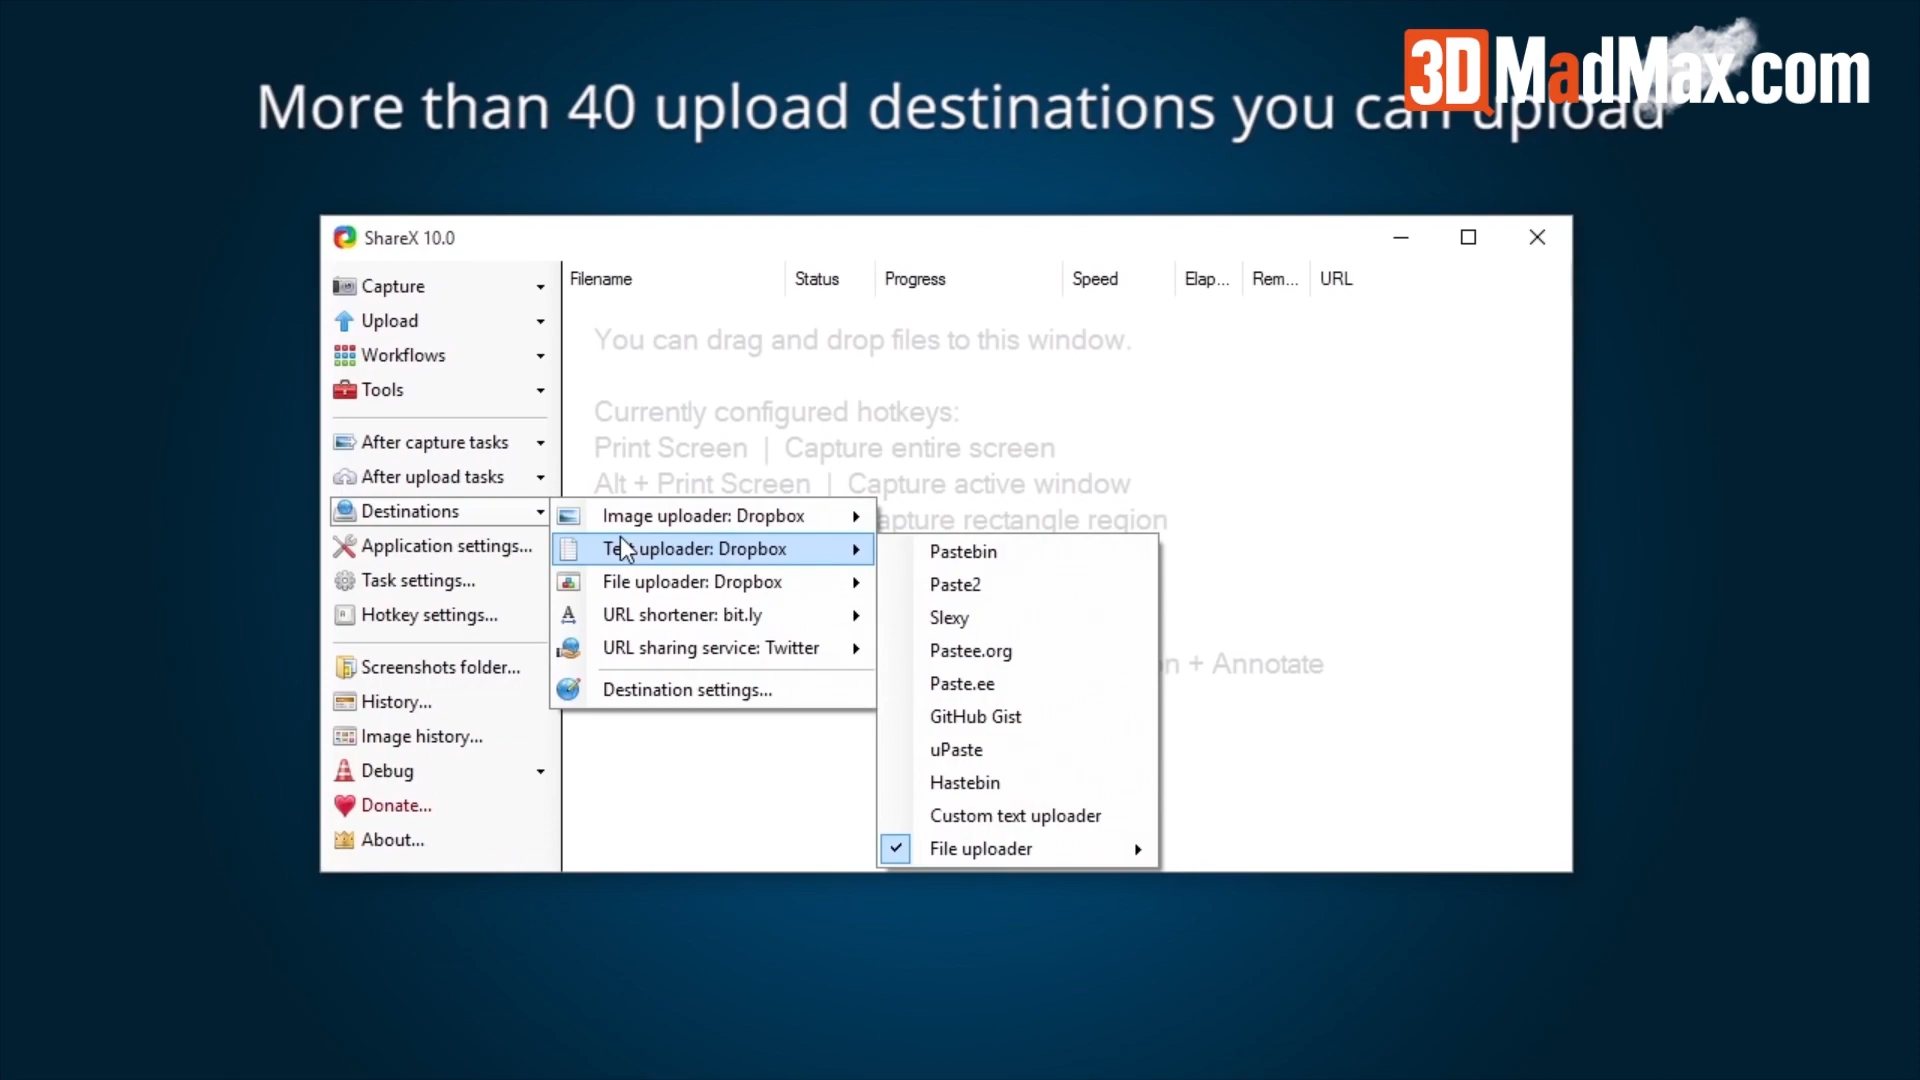 3DMadMax.com
More than 40 upload destinations you can upload
ShareX 10.0
Capture
Upload
Workflows
Tools
After capture tasks
After upload tasks
Destinations
Application settings...
Task settings...
Hotkey settings...
Screenshots folder...
History...
Image history...
Debug
Donate...
About...
Filename Status Progress Speed Elap... Rem... URL
You can drag and drop files to this window.
Currently configured hotkeys:
Print Screen | Capture entire screen
Alt + Print Screen | Capture active window
apture rectangle region
n + Annotate
Image uploader: Dropbox
Text uploader: Dropbox
File uploader: Dropbox
URL shortener: bit.ly
URL sharing service: Twitter
Destination settings...
Pastebin
Paste2
Slexy
Pastee.org
Paste.ee
GitHub Gist
uPaste
Hastebin
Custom text uploader
File uploader